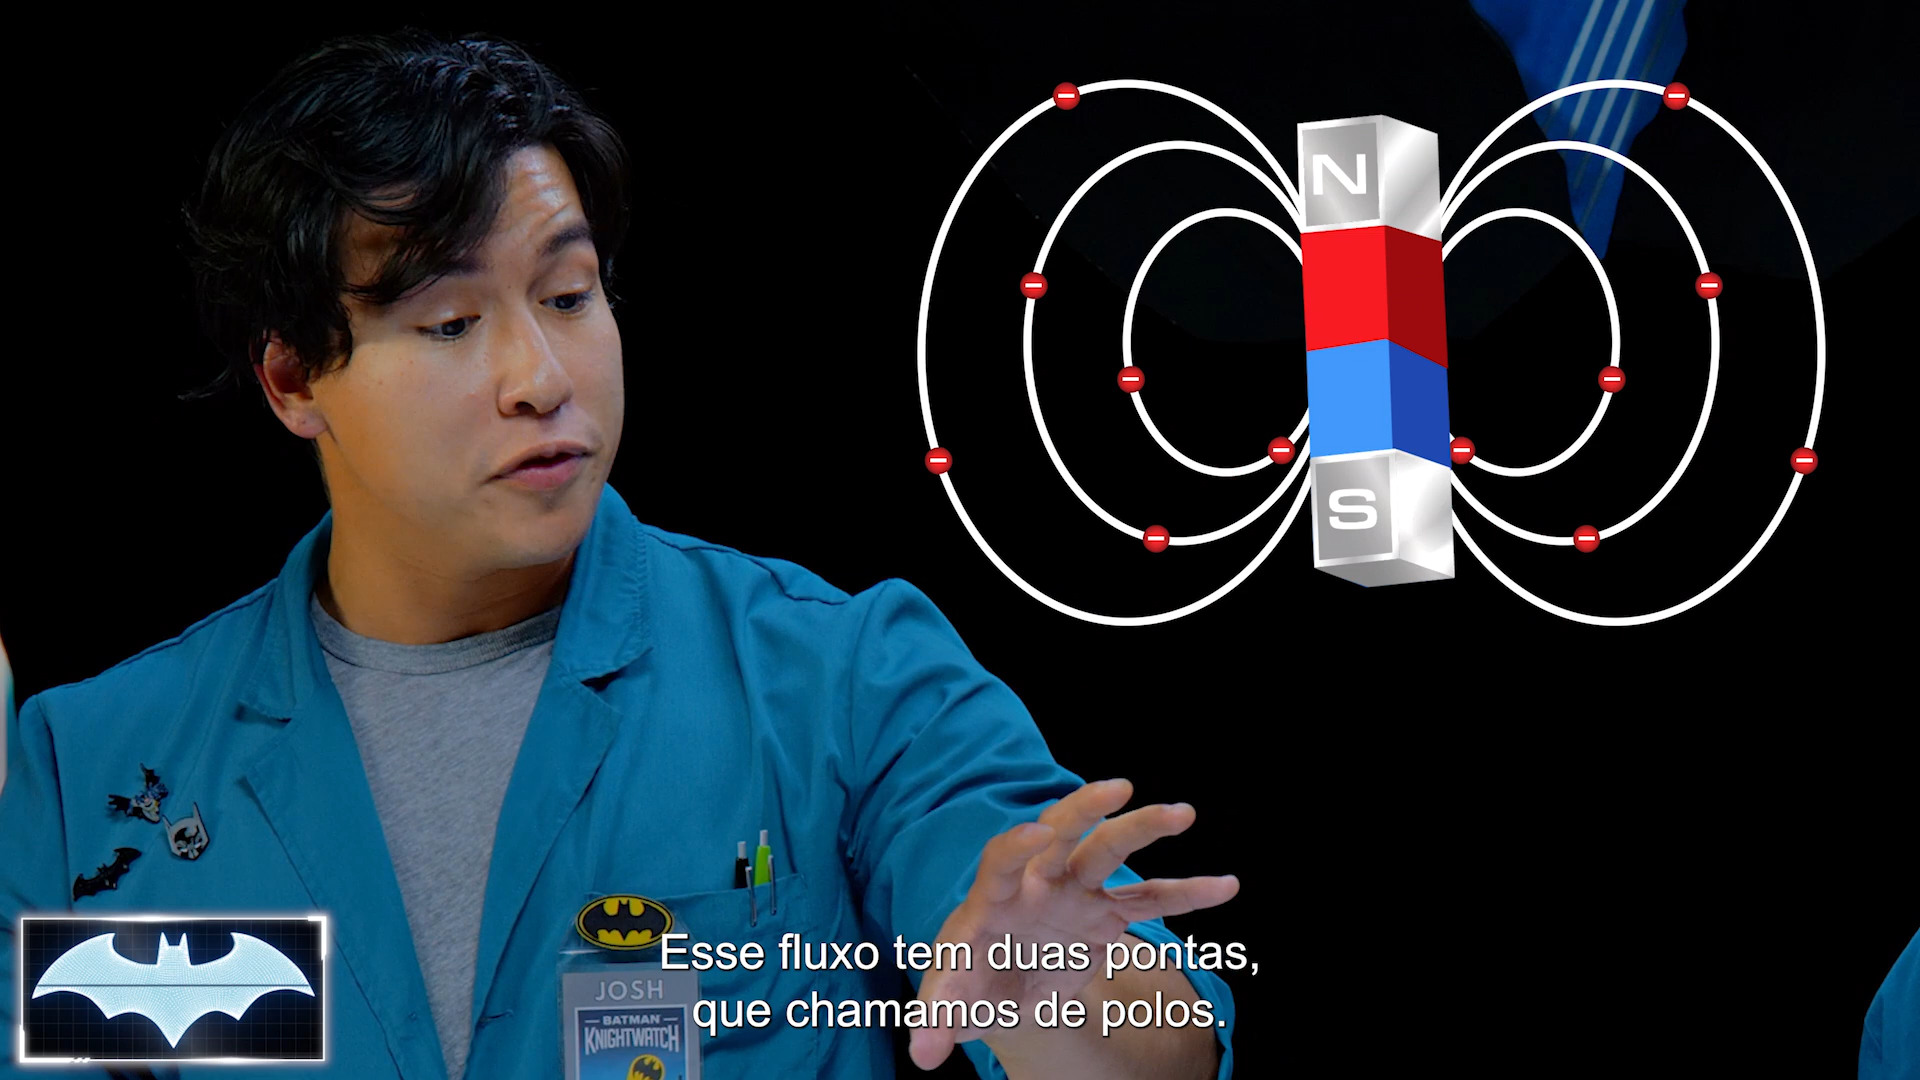 N
S
Esse fluxo tem duas pontas,
que chamamos de polos.
JOSH
BATMAN
KNIGHTWATCH